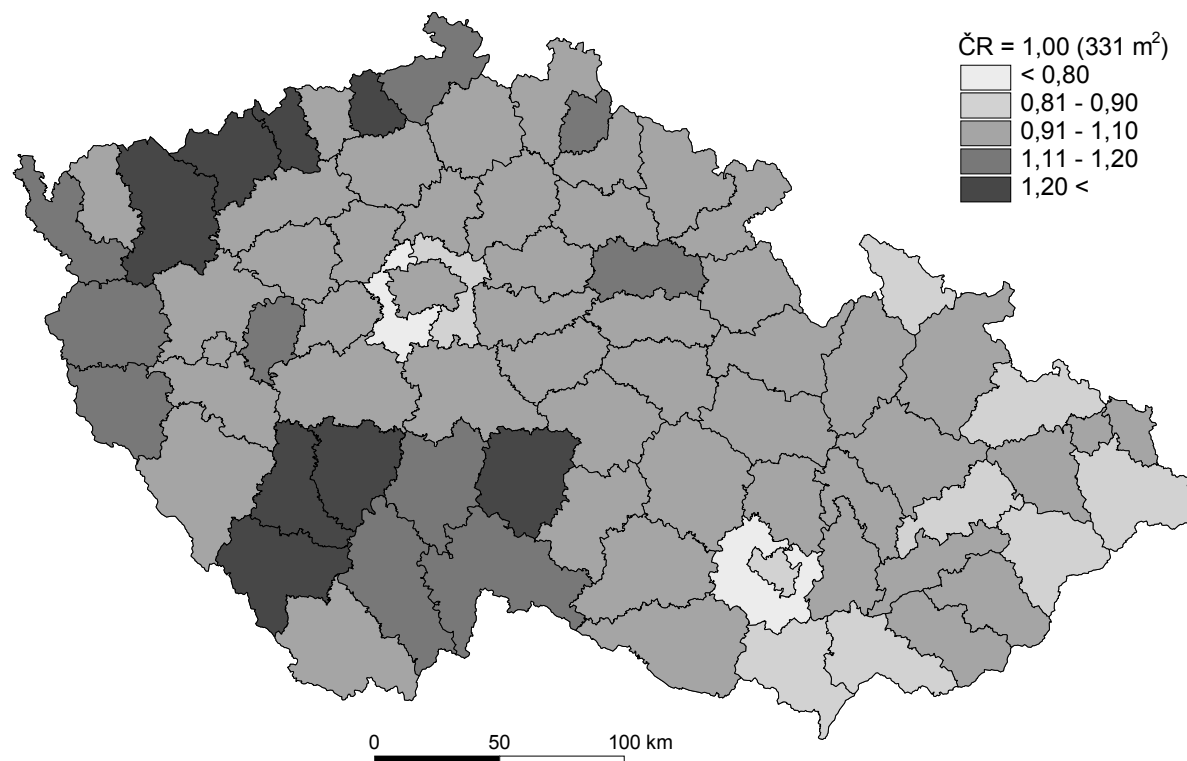 ČR = 1,00 (331 m²)
< 0,80
0,81 - 0,90
0,91 - 1,10
1,11 - 1,20
1,20 <
0 50 100 km